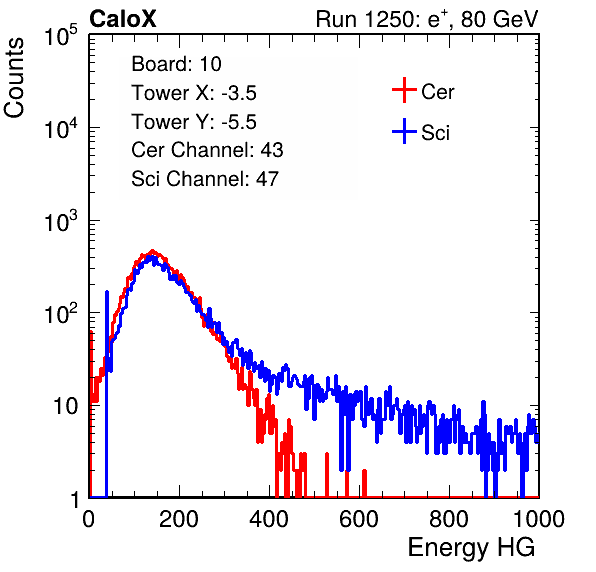 CaloX Run 1250: e+, 80 GeV
Counts
Board: 10
Tower X: -3.5
Tower Y: -5.5
Cer Channel: 43
Sci Channel: 47
Cer
Sci
10^5
10^4
10^3
10^2
10
1
0 200 400 600 800 1000
Energy HG